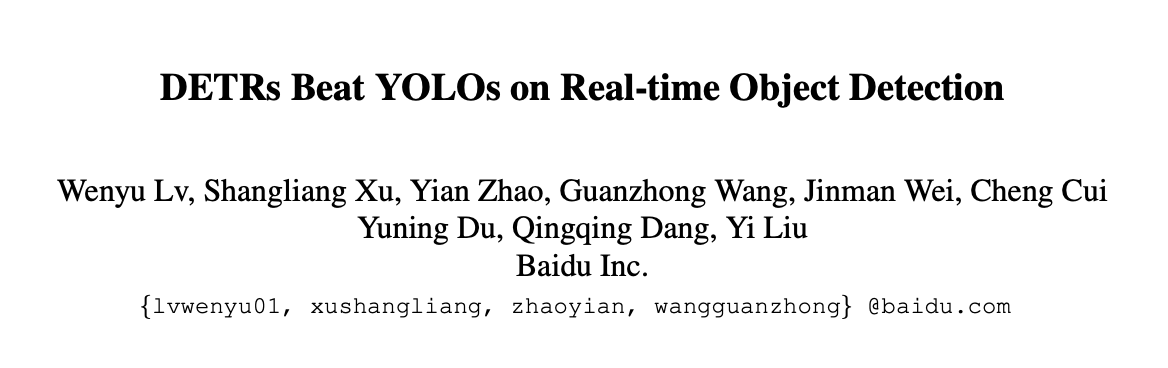 DETRs Beat YOLOs on Real-time Object Detection
Wenyu Lv, Shangliang Xu, Yian Zhao, Guanzhong Wang, Jinman Wei, Cheng Cui
Yuning Du, Qingqing Dang, Yi Liu
Baidu Inc.
{lvwenyu01, xushangliang, zhaoyian, wangguanzhong} @baidu.com